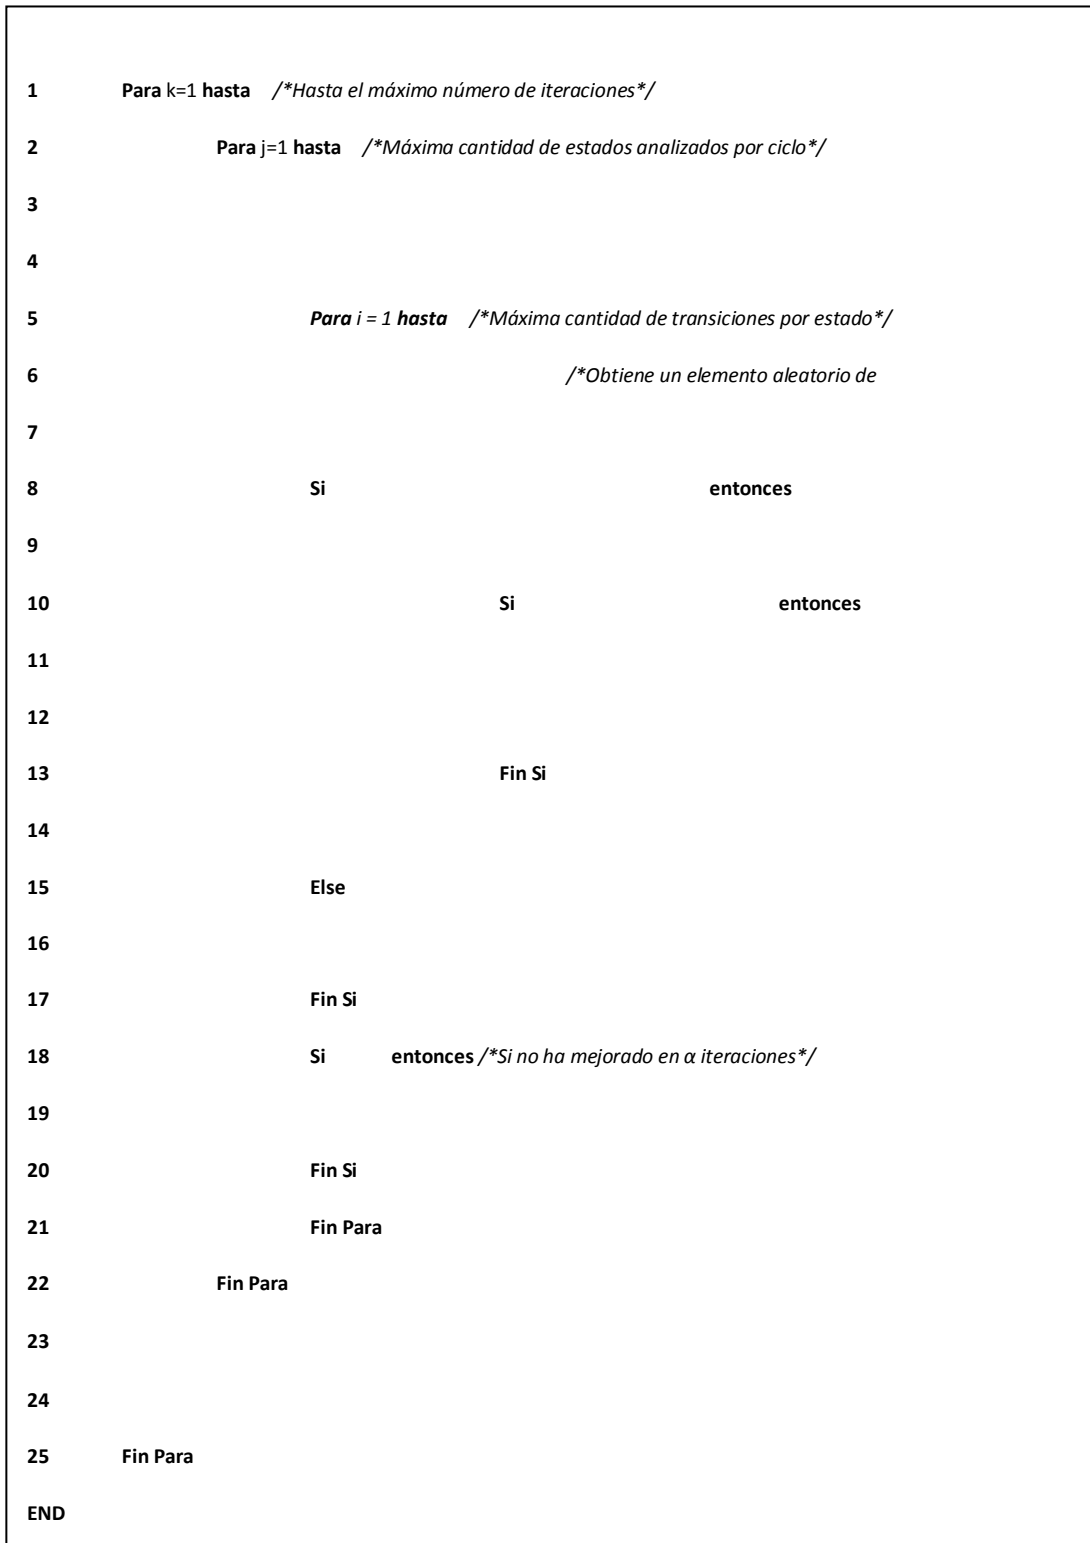 1 Para k=1 hasta /*Hasta el máximo número de iteraciones*/
2 Para j=1 hasta /*Máxima cantidad de estados analizados por ciclo*/
3
4
5 Para i = 1 hasta /*Máxima cantidad de transiciones por estado*/
6 /*Obtiene un elemento aleatorio de
7
8 Si entonces
9
10 Si entonces
11
12
13 Fin Si
14
15 Else
16
17 Fin Si
18 Si entonces /*Si no ha mejorado en α iteraciones*/
19
20 Fin Si
21 Fin Para
22 Fin Para
23
24
25 Fin Para
END